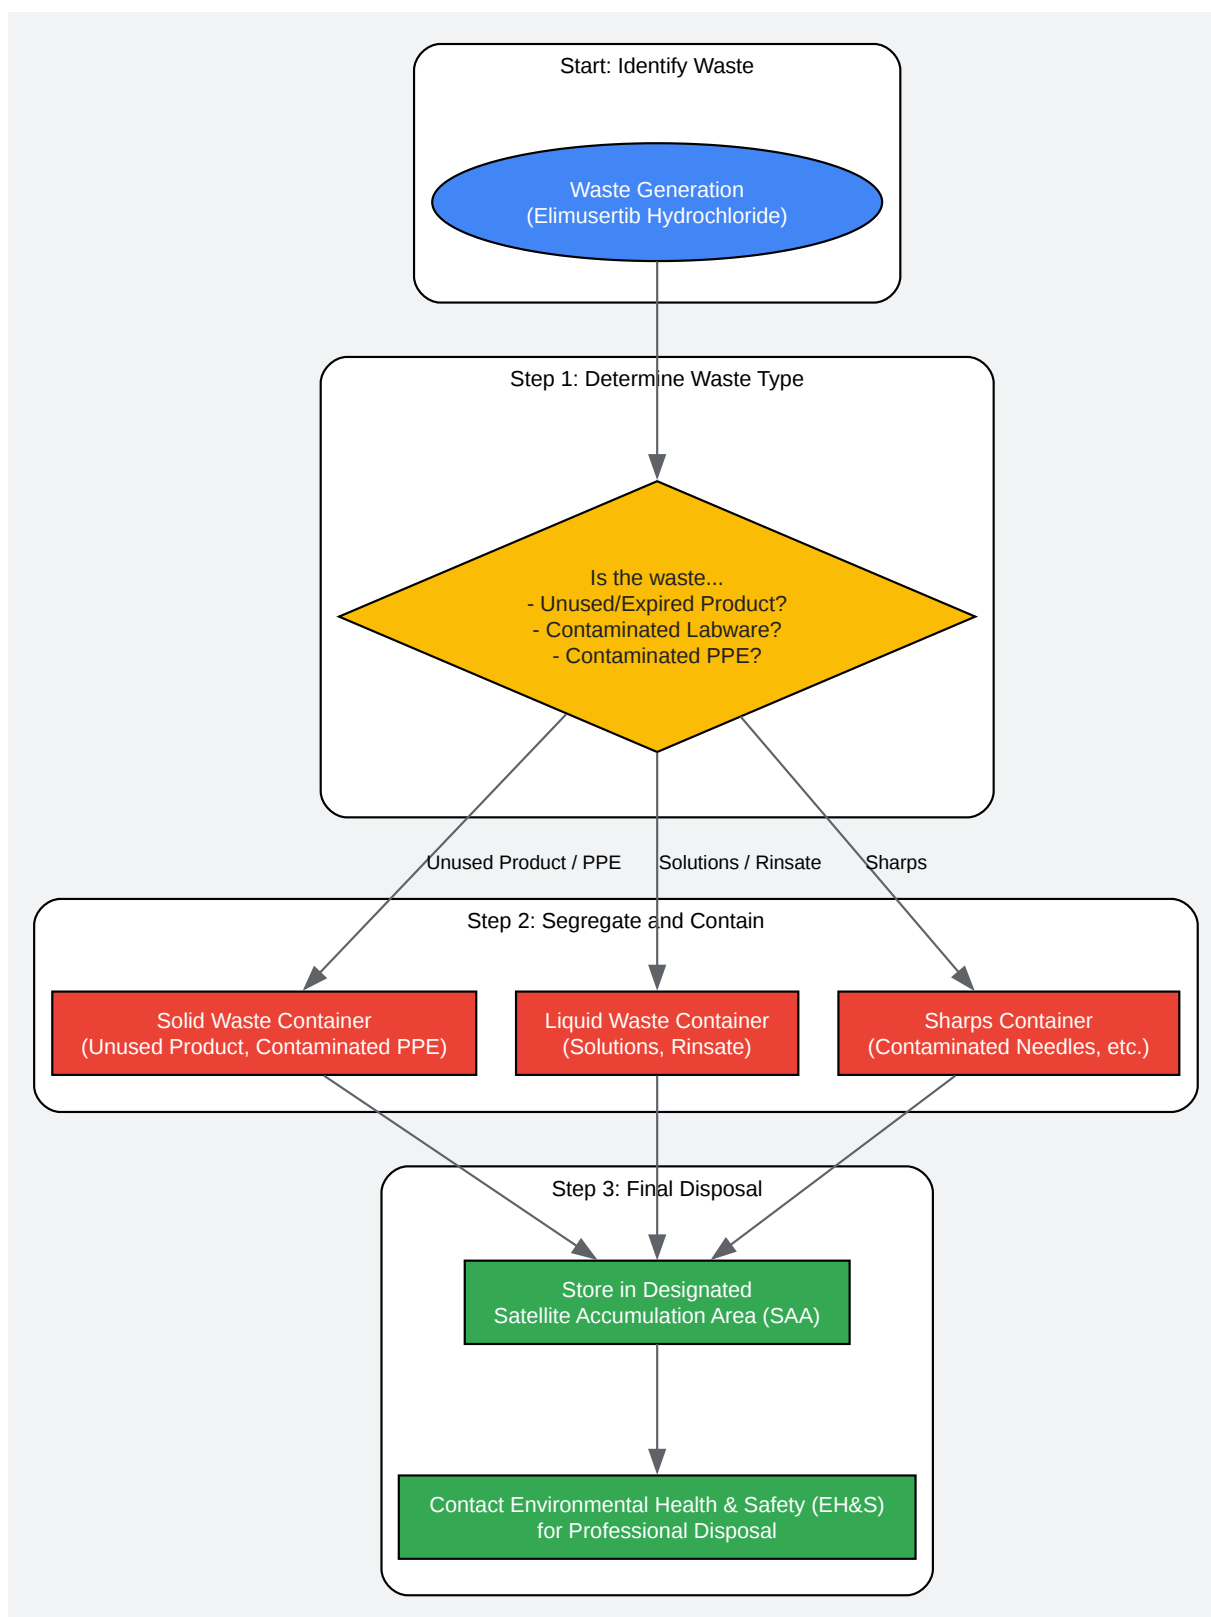 Start: Identify Waste
Waste Generation
(Elimusertib Hydrochloride)
Step 1: Determine Waste Type
Is the waste...
- Unused/Expired Product?
- Contaminated Labware?
- Contaminated PPE?
Unused Product / PPE
Solutions / Rinsate
Sharps
Step 2: Segregate and Contain
Solid Waste Container
(Unused Product, Contaminated PPE)
Liquid Waste Container
(Solutions, Rinsate)
Sharps Container
(Contaminated Needles, etc.)
Step 3: Final Disposal
Store in Designated
Satellite Accumulation Area (SAA)
Contact Environmental Health & Safety (EH&S)
for Professional Disposal